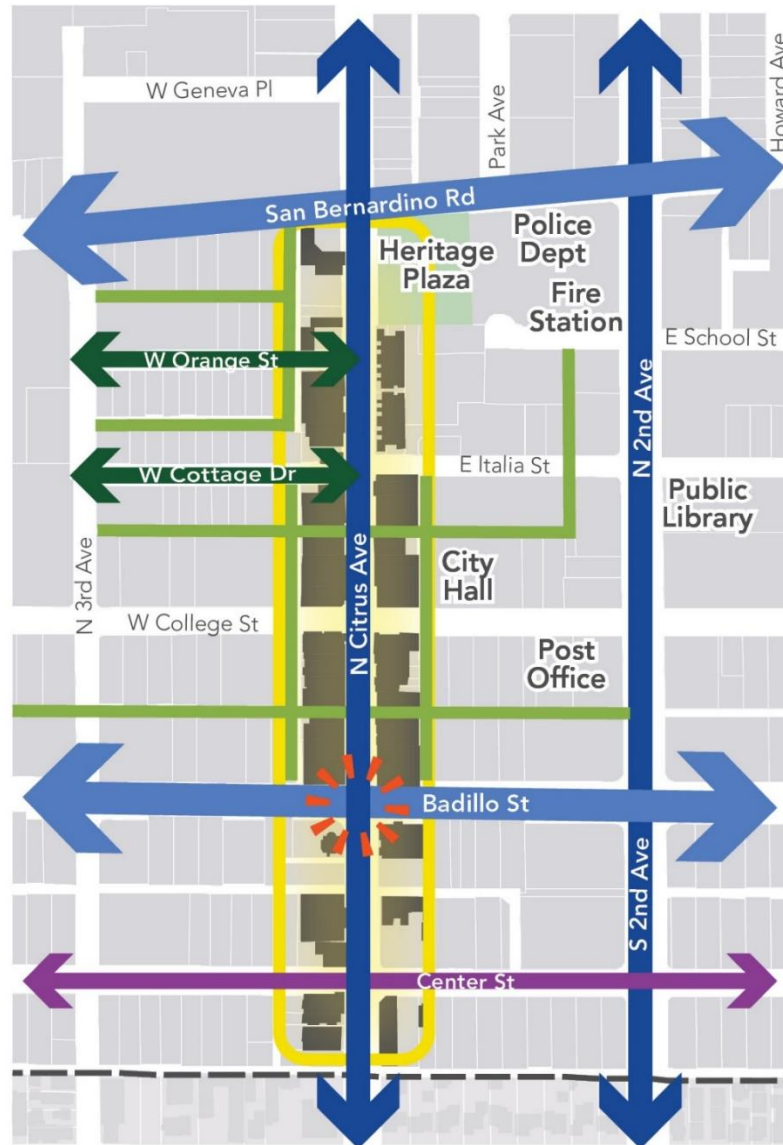 W Geneva Pl
Park Ave
Howard Ave
San Bernardino Rd
Heritage
Plaza
Police
Dept
Fire
Station
W Orange St
E School St
N 2nd Ave
W Cottage Dr
E Italia St
Public
Library
N 3rd Ave
N Citrus Ave
City
Hall
W College St
Post
Office
Badillo St
S 2nd Ave
Center St